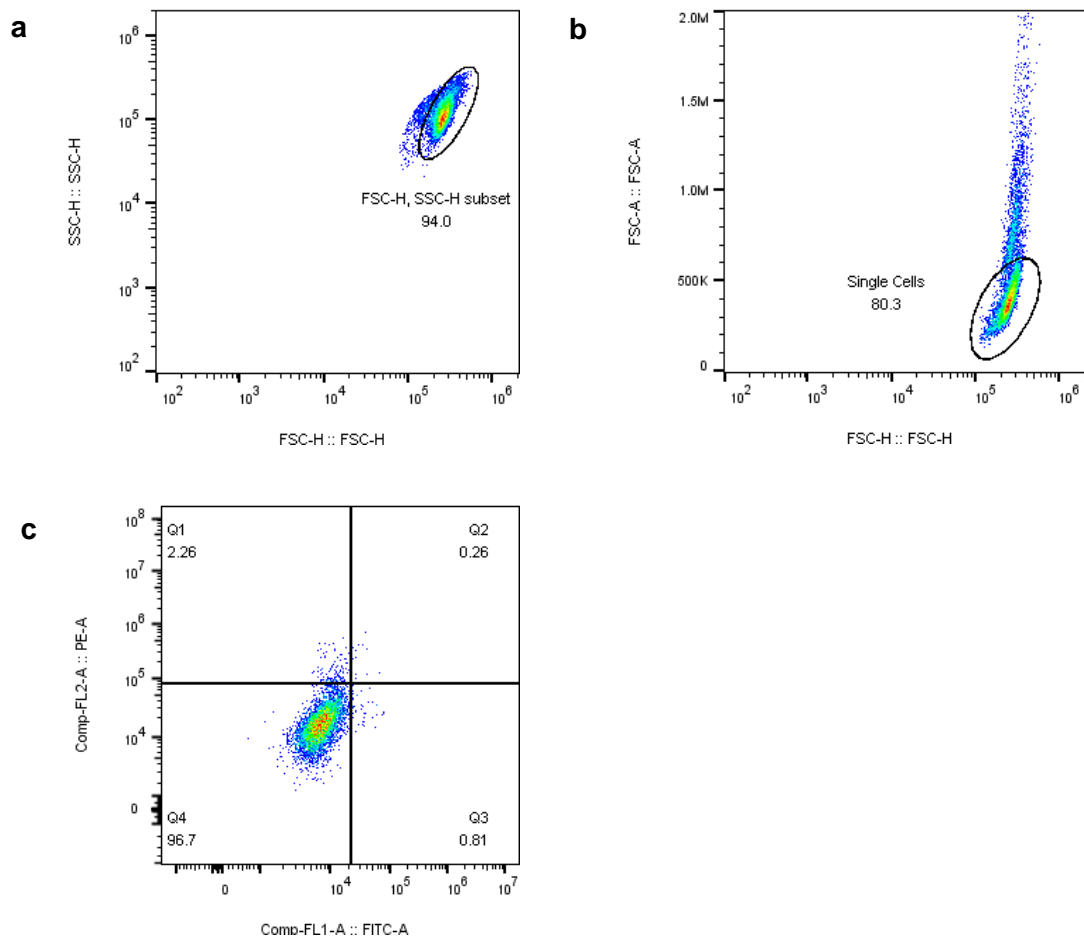 a
10^6
10^5
10^4
10^3
10^2
SSC-H :: SSC-H
FSC-H, SSC-H subset
94.0
10^2 10^3 10^4 10^5 10^6
FSC-H :: FSC-H
b
2.0M
1.5M
1.0M
500K
0
FSC-A :: FSC-A
Single Cells
80.3
10^2 10^3 10^4 10^5 10^6
FSC-H :: FSC-H
c
10^8
10^7
10^6
10^5
10^4
0
Comp-FL2-A :: PE-A
Q1
2.26
Q2
0.26
Q4
96.7
Q3
0.81
0 10^4 10^5 10^6 10^7
Comp-FL1-A :: FITC-A